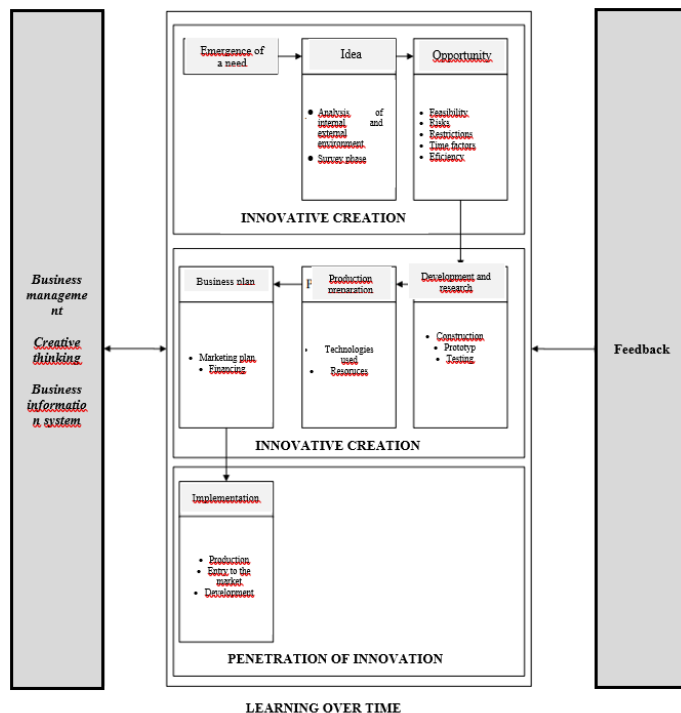 Emergence of
a need
Idea
Opportunity
• Analysis of
internal and
external
environment
• Survey phase
• Feasibility
• Risks
• Restrictions
• Time factors
• Eficiency
INNOVATIVE CREATION
Business plan
Production
preparation
Development and
research
• Marketing plan
• Financing
• Technologies
used
• Resoruces
• Construction
• Prototyp
• Testing
INNOVATIVE CREATION
Implementation
• Production
• Entry to the
market
• Development
PENETRATION OF INNOVATION
Business
manageme
nt
Creative
thinking
Business
informatio
n system
Feedback
LEARNING OVER TIME